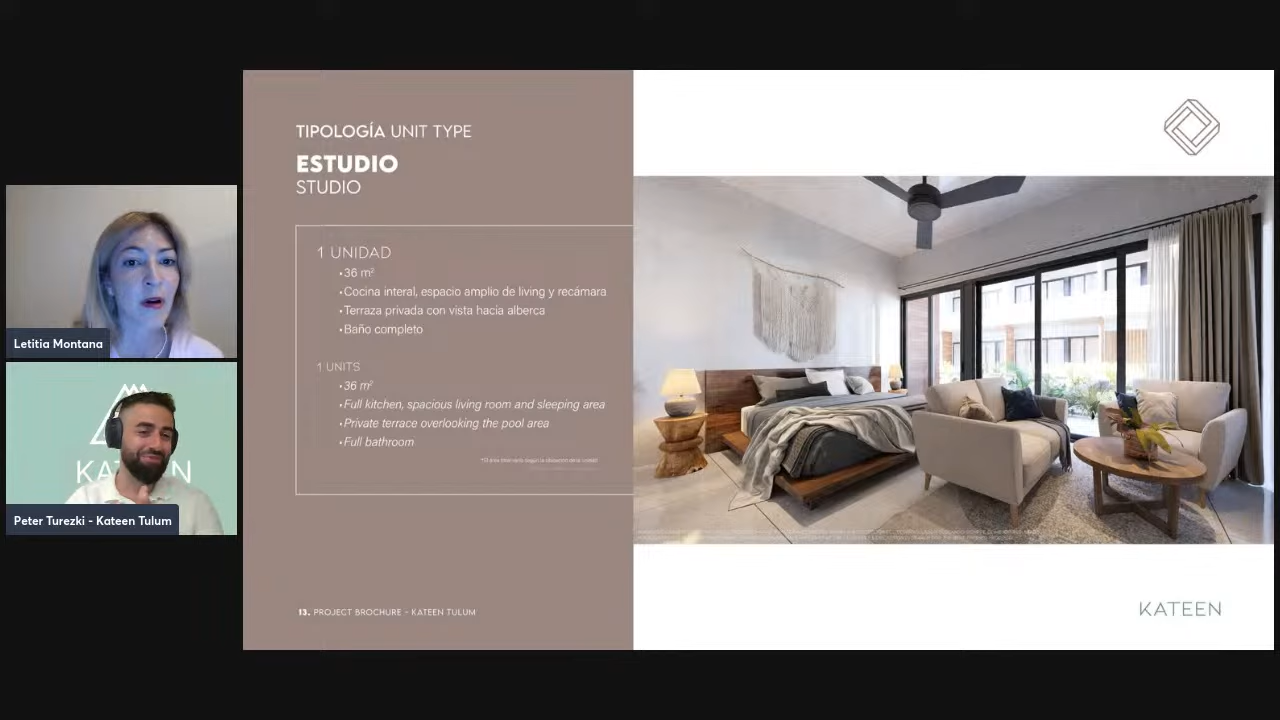 TIPOLOGÍA UNIT TYPE
ESTUDIO
STUDIO
1 UNIDAD
•36 m²
•Cocina interal, espacio amplio de living y recámara
•Terraza privada con vista hacia alberca
•Baño completo
1 UNITS
•36 m²
•Full kitchen, spacious living room and sleeping area
•Private terrace overlooking the pool area
•Full bathroom
13. PROJECT BROCHURE - KATEEN TULUM
KATEEN
Letitia Montana
KATEEN
Peter Turezki - Kateen Tulum